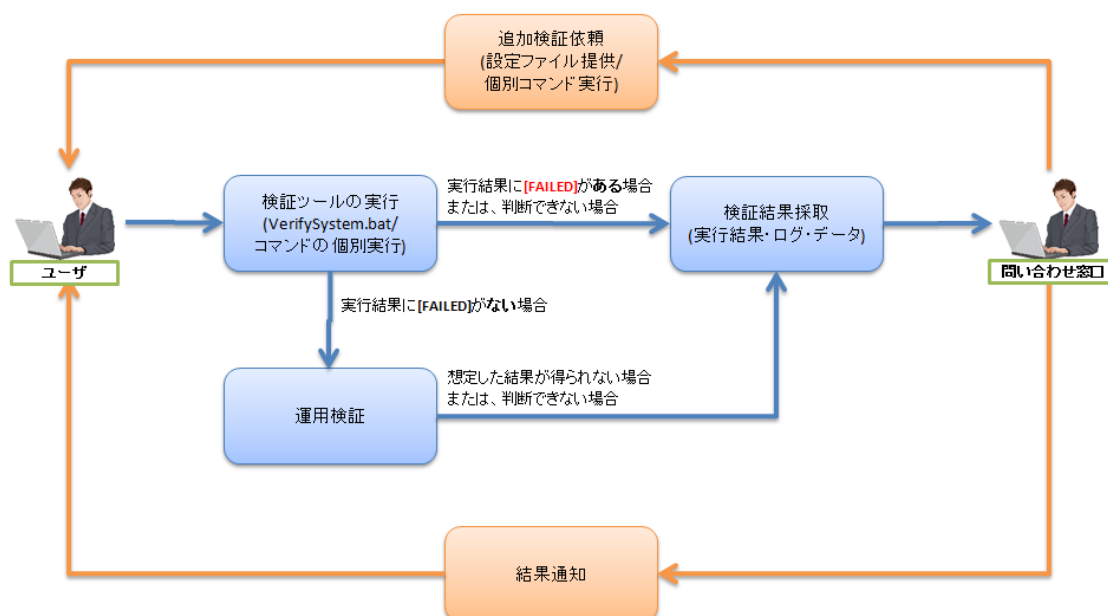 追加検証依頼
(設定ファイル提供/
個別コマンド実行)
検証ツールの実行
(VerifySystem.bat/
コマンドの個別実行)
実行結果に[FAILED]がある場合
または、判断できない場合
検証結果採取
(実行結果・ログ・データ)
ユーザ
問い合わせ窓口
実行結果に[FAILED]がない場合
運用検証
想定した結果が得られない場合
または、判断できない場合
結果通知